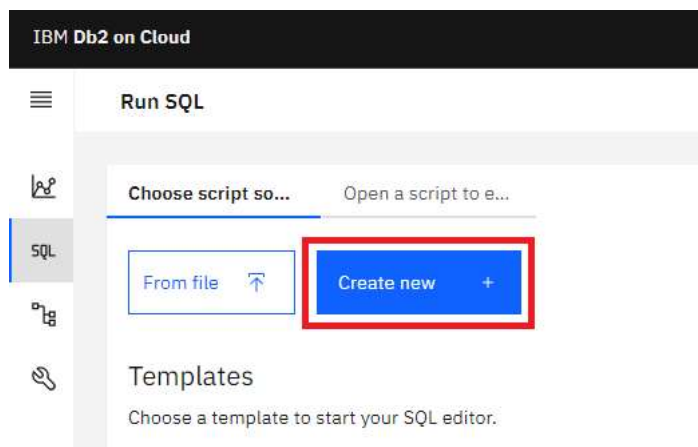 IBM Db2 on Cloud
Run SQL
Choose script so...
Open a script to e...
SQL
From file
Create new +
Templates
Choose a template to start your SQL editor.